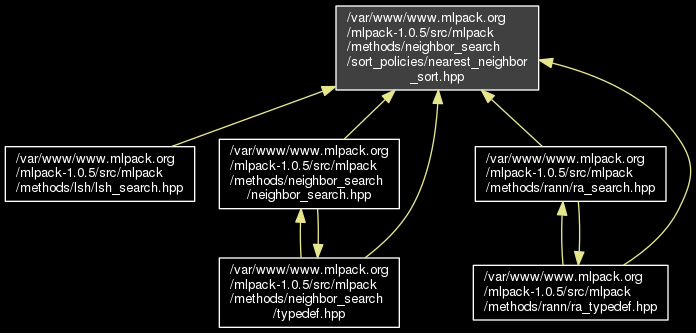 /var/www/www.mlpack.org
/mlpack-1.0.5/src/mlpack
/methods/neighbor_search
/sort_policies/nearest_neighbor
_sort.hpp
/var/www/www.mlpack.org
/mlpack-1.0.5/src/mlpack
/methods/lsh/lsh_search.hpp
/var/www/www.mlpack.org
/mlpack-1.0.5/src/mlpack
/methods/neighbor_search
/neighbor_search.hpp
/var/www/www.mlpack.org
/mlpack-1.0.5/src/mlpack
/methods/rann/ra_search.hpp
/var/www/www.mlpack.org
/mlpack-1.0.5/src/mlpack
/methods/neighbor_search
/typedef.hpp
/var/www/www.mlpack.org
/mlpack-1.0.5/src/mlpack
/methods/rann/ra_typedef.hpp